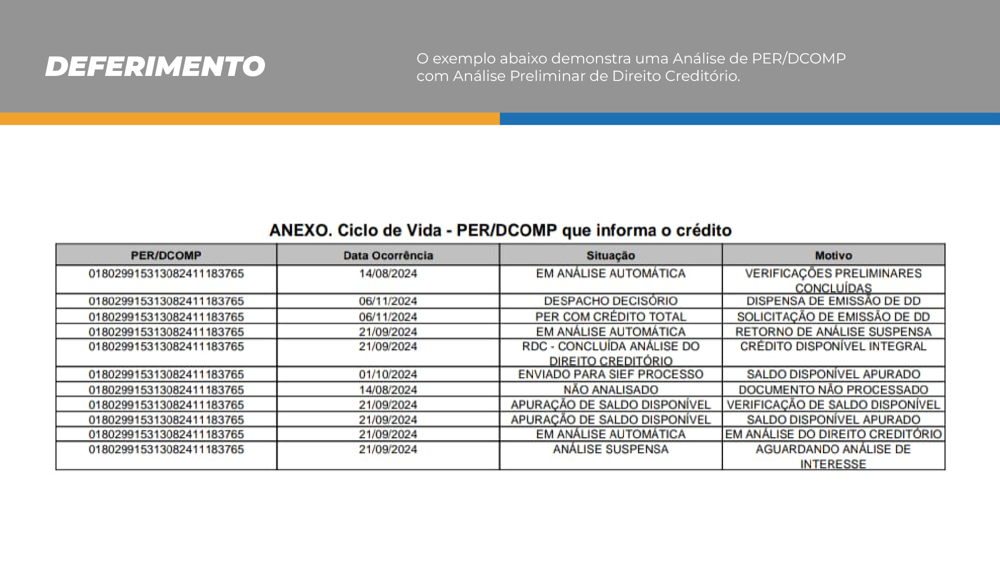 DEFERIMENTO
O exemplo abaixo demonstra uma Análise de PER/DCOMP
com Análise Preliminar de Direito Creditório.
ANEXO. Ciclo de Vida - PER/DCOMP que informa o crédito
PER/DCOMP Data Ocorrência Situação Motivo
018029915313082411183765 14/08/2024 EM ANÁLISE AUTOMÁTICA VERIFICAÇÕES PRELIMINARES
CONCLUÍDAS
018029915313082411183765 06/11/2024 DESPACHO DECISÓRIO DISPENSA DE EMISSÃO DE DD
018029915313082411183765 06/11/2024 PER COM CRÉDITO TOTAL SOLICITAÇÃO DE EMISSÃO DE DD
018029915313082411183765 21/09/2024 EM ANÁLISE AUTOMÁTICA RETORNO DE ANÁLISE SUSPENSA
018029915313082411183765 21/09/2024 RDC - CONCLUÍDA ANÁLISE DO CRÉDITO DISPONÍVEL INTEGRAL
DIREITO CREDITÓRIO
018029915313082411183765 01/10/2024 ENVIADO PARA SIEF PROCESSO SALDO DISPONÍVEL APURADO
018029915313082411183765 14/08/2024 NÃO ANALISADO DOCUMENTO NÃO PROCESSADO
018029915313082411183765 21/09/2024 APURAÇÃO DE SALDO DISPONÍVEL VERIFICAÇÃO DE SALDO DISPONÍVEL
018029915313082411183765 21/09/2024 APURAÇÃO DE SALDO DISPONÍVEL SALDO DISPONÍVEL APURADO
018029915313082411183765 21/09/2024 EM ANÁLISE AUTOMÁTICA EM ANÁLISE DO DIREITO CREDITÓRIO
018029915313082411183765 21/09/2024 ANÁLISE SUSPENSA AGUARDANDO ANÁLISE DE
INTERESSE